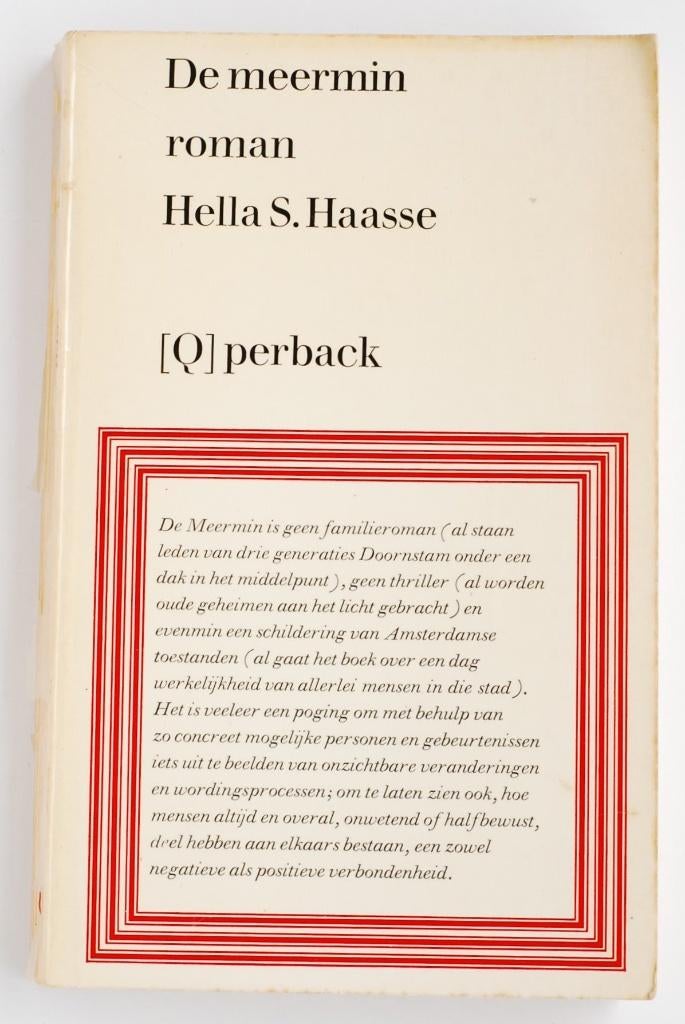 De meermin
roman
Hella S. Haasse
[Q] perback
De Meermin is geen familieroman (al staan
leden van drie generaties Doornstam onder een
dak in het middelpunt), geen thriller (al worden
oude geheimen aan het licht gebracht) en
evenmin een schildering van Amsterdamse
toestanden (al gaat het boek over een dag
werkelijkheid van allerlei mensen in die stad).
Het is veeleer een poging om met behulp van
zo concreet mogelijke personen en gebeurtenissen
iets uit te beelden van onzichtbare veranderingen
en wordingsprocessen; om te laten zien ook, hoe
mensen altijd en overal, onwetend of halfbewust,
deel hebben aan elkaars bestaan, een zowel
negatieve als positieve verbondenheid.